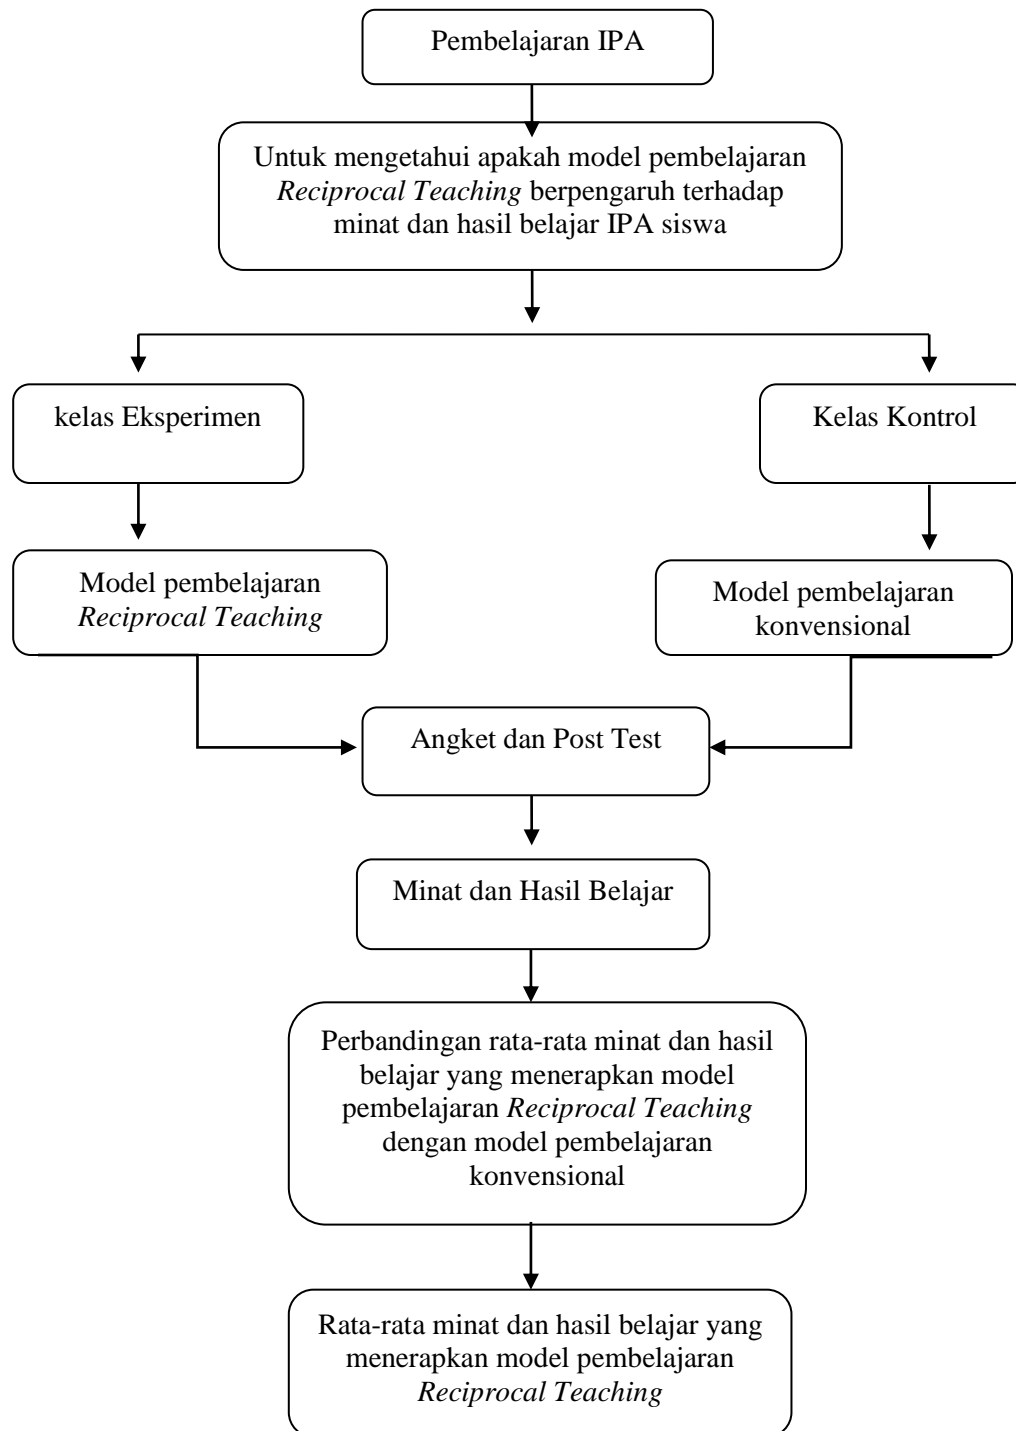 Pembelajaran IPA
Untuk mengetahui apakah model pembelajaran
Reciprocal Teaching berpengaruh terhadap
minat dan hasil belajar IPA siswa
kelas Eksperimen
Kelas Kontrol
Model pembelajaran
Reciprocal Teaching
Model pembelajaran
konvensional
Angket dan Post Test
Minat dan Hasil Belajar
Perbandingan rata-rata minat dan hasil
belajar yang menerapkan model
pembelajaran Reciprocal Teaching
dengan model pembelajaran
konvensional
Rata-rata minat dan hasil belajar yang
menerapkan model pembelajaran
Reciprocal Teaching